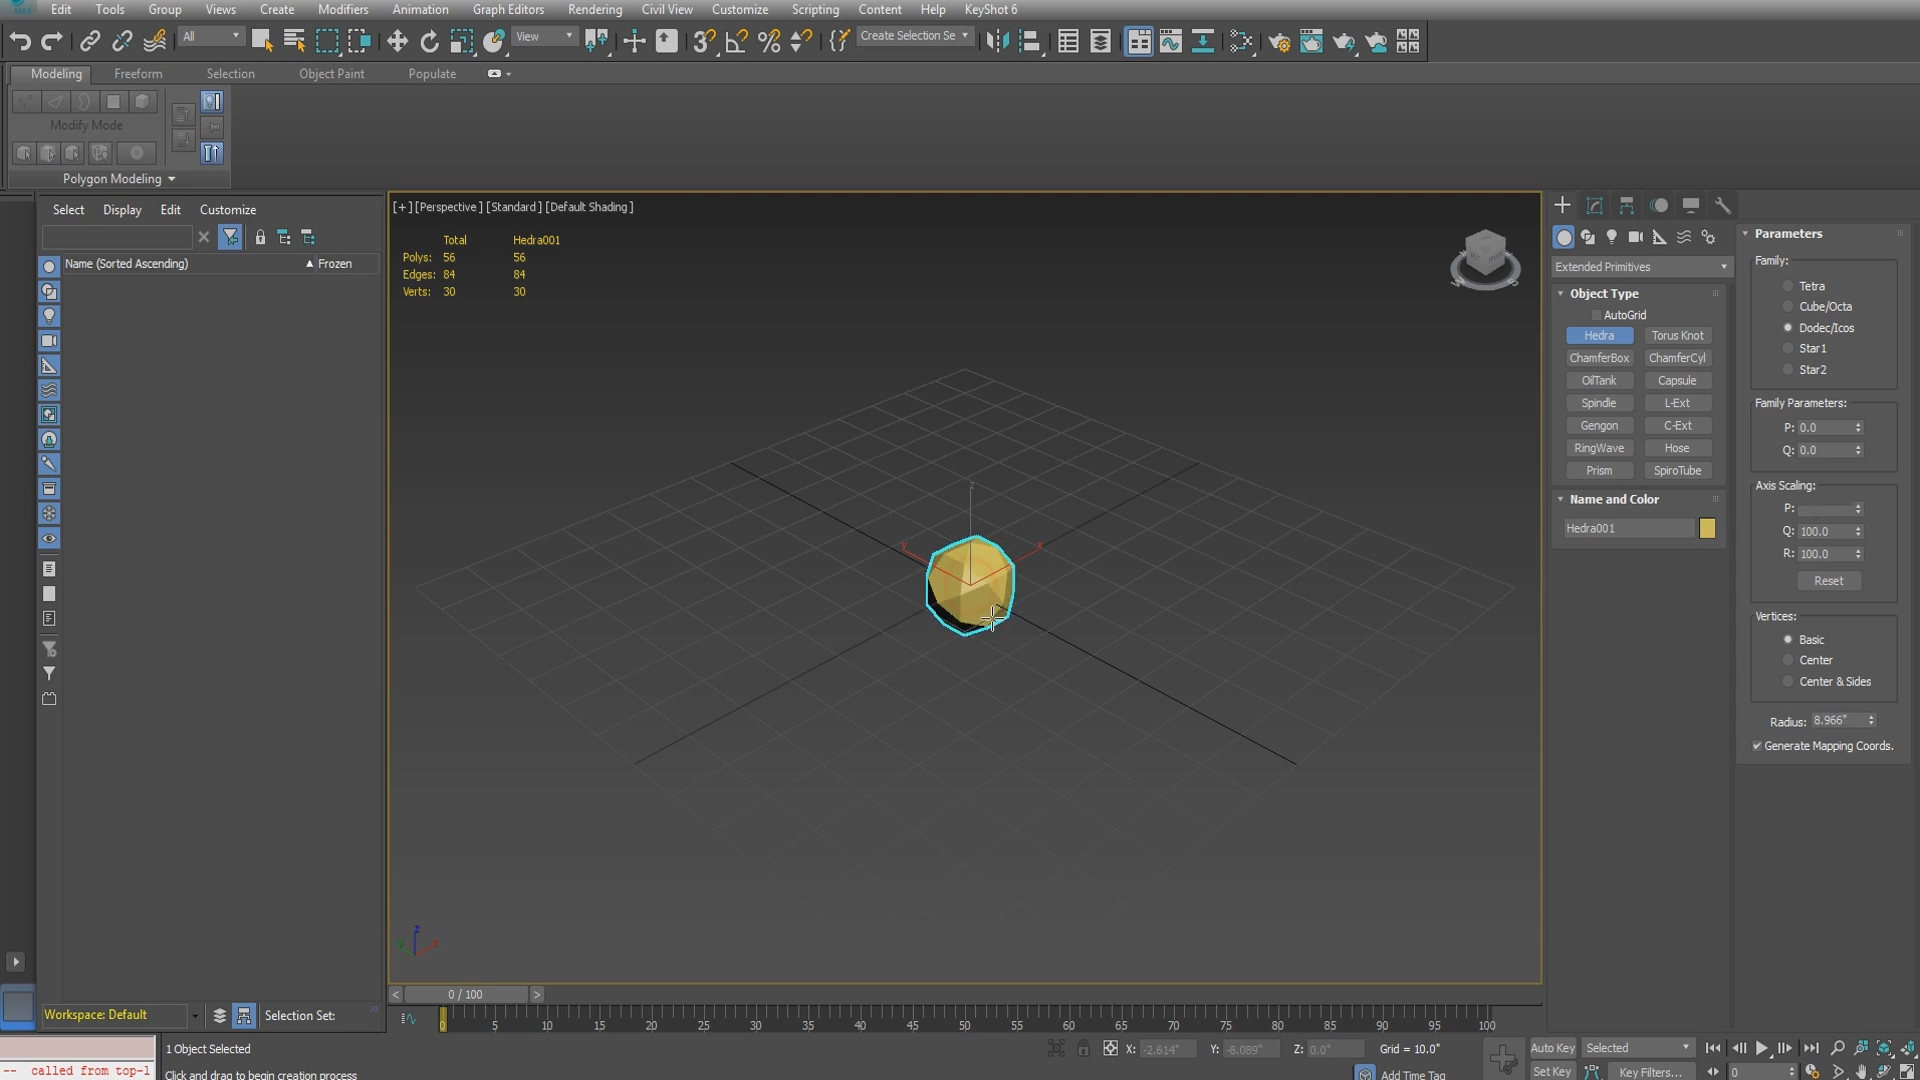 Edit Tools Group Views Create Modifiers Animation Graph Editors Rendering Civil View Customize Scripting Content Help KeyShot 6
All View Create Selection Se
Modeling Freeform Selection Object Paint Populate
Modify Mode
Polygon Modeling
Select Display Edit Customize
Name (Sorted Ascending) Frozen
[+] [Perspective] [Standard] [Default Shading]
Total Hedra001
Polys: 56 56
Edges: 84 84
Verts: 30 30
z
y x
z
x
Extended Primitives
Object Type
AutoGrid
Hedra Torus Knot
ChamferBox ChamferCyl
OilTank Capsule
Spindle L-Ext
Gengon C-Ext
RingWave Hose
Prism SpiroTube
Name and Color
Hedra001
Parameters
Family:
Tetra
Cube/Octa
Dodec/Icos
Star1
Star2
Family Parameters:
P: 0.0
Q: 0.0
Axis Scaling:
P:
Q: 100.0
R: 100.0
Reset
Vertices:
Basic
Center
Center & Sides
Radius: 8.966"
Generate Mapping Coords.
< 0 / 100 >
Workspace: Default Selection Set:
0 5 10 15 20 25 30 35 40 45 50 55 60 65 70 75 80 85 90 95 100
1 Object Selected X: -2.614" Y: -8.089" Z: 0.0" Grid = 10.0" Auto Key Selected
-- called from top-l Click and drag to begin creation process Add Time Tag Set Key Key Filters... 0